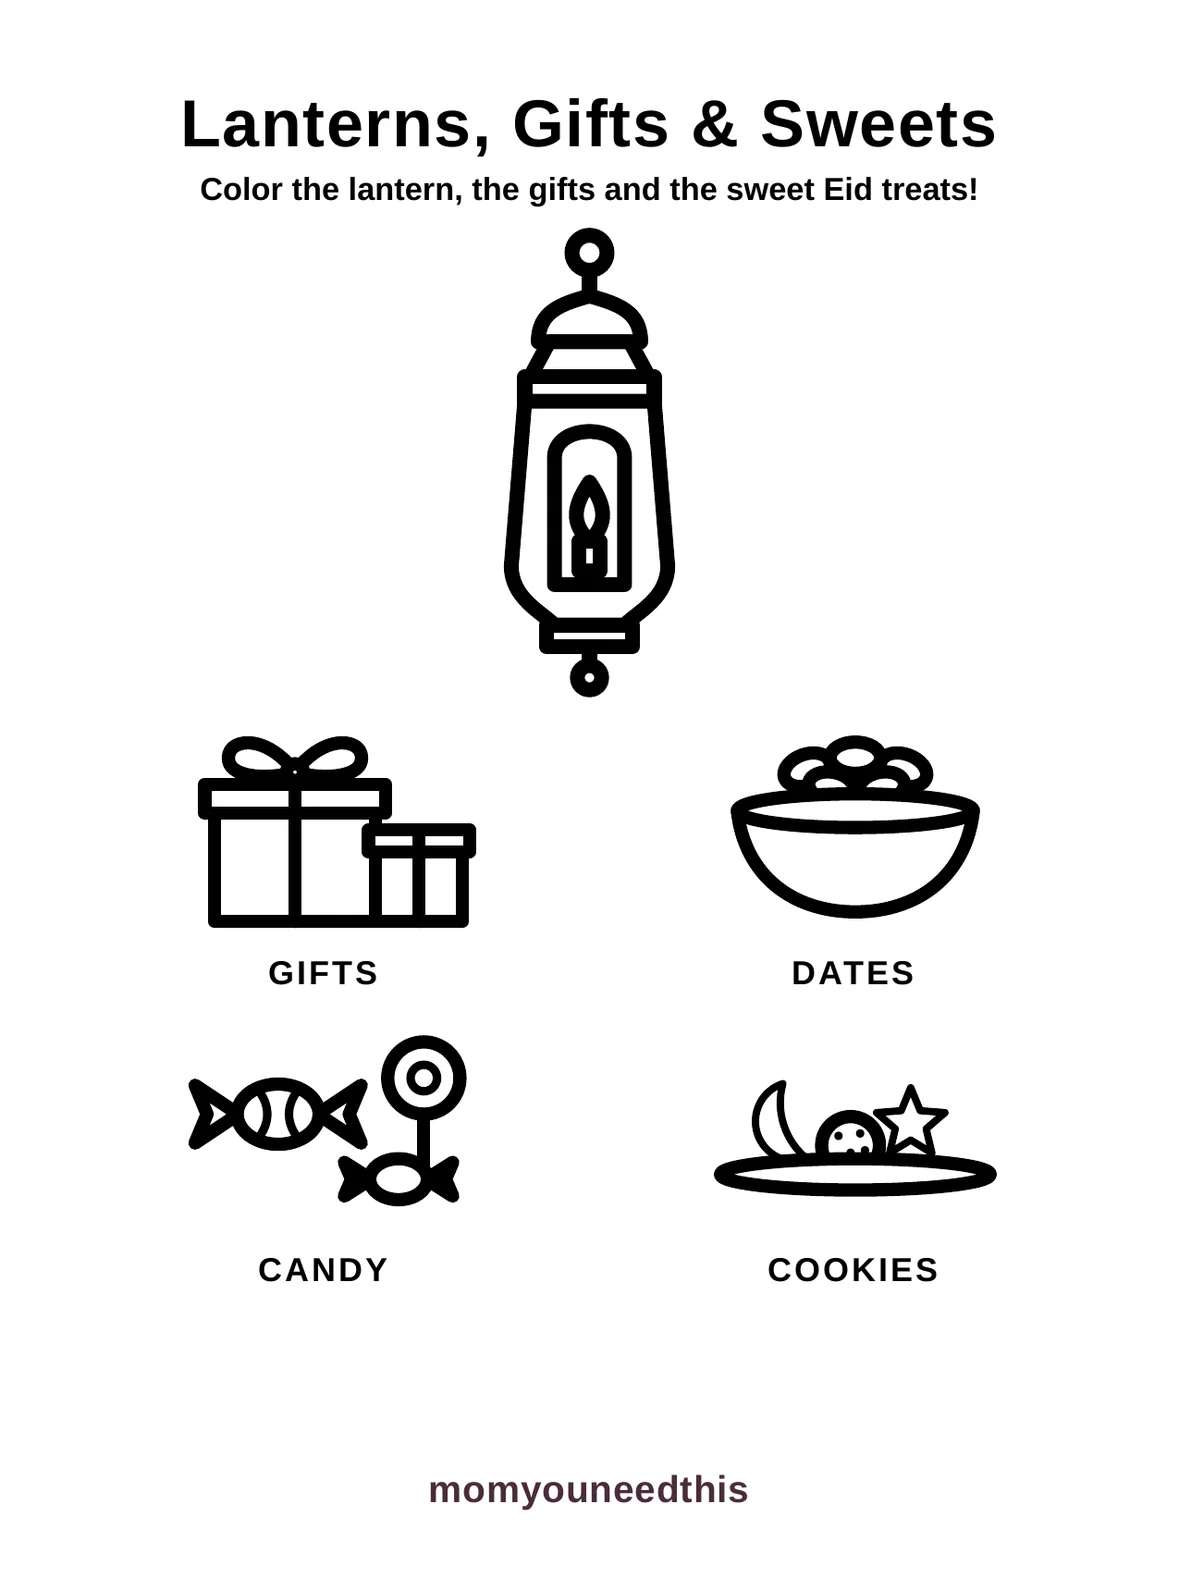 Lanterns, Gifts & Sweets
Color the lantern, the gifts and the sweet Eid treats!
GIFTS
DATES
CANDY
COOKIES
momyouneedthis